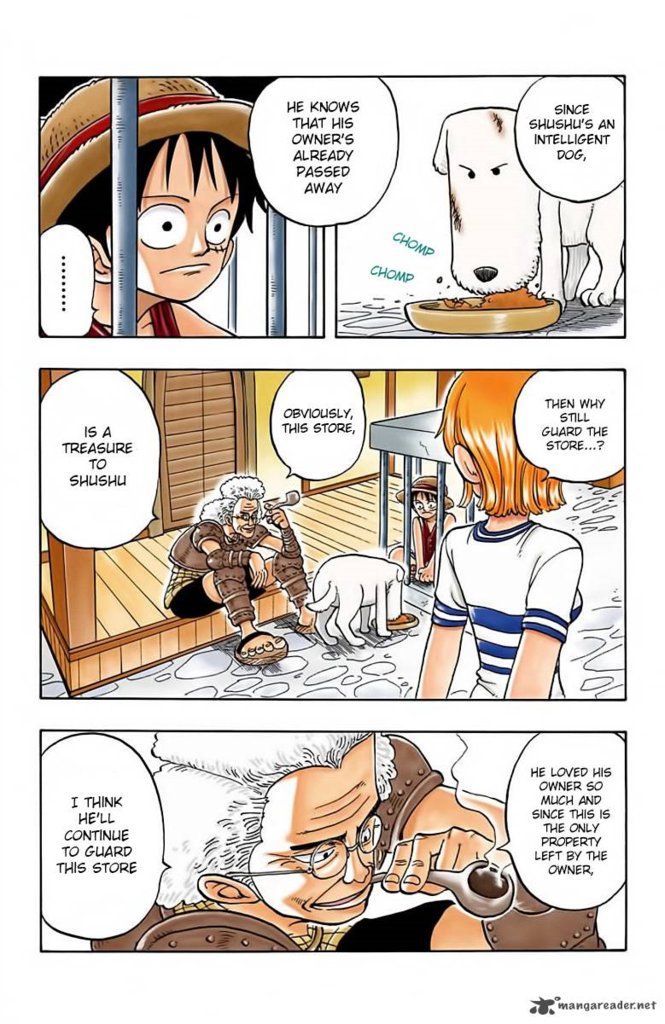 SINCE
SHUSHU'S AN
INTELLIGENT
DOG,
CHOMP
CHOMP
HE KNOWS
THAT HIS
OWNER'S
ALREADY
PASSED
AWAY
........
THEN WHY
STILL
GUARD THE
STORE...?
OBVIOUSLY,
THIS STORE,
IS A
TREASURE
TO
SHUSHU
HE LOVED HIS
OWNER SO
MUCH AND
SINCE THIS IS
THE ONLY
PROPERTY
LEFT BY THE
OWNER,
I THINK
HE'LL
CONTINUE
TO GUARD
THIS STORE
mangareader.net